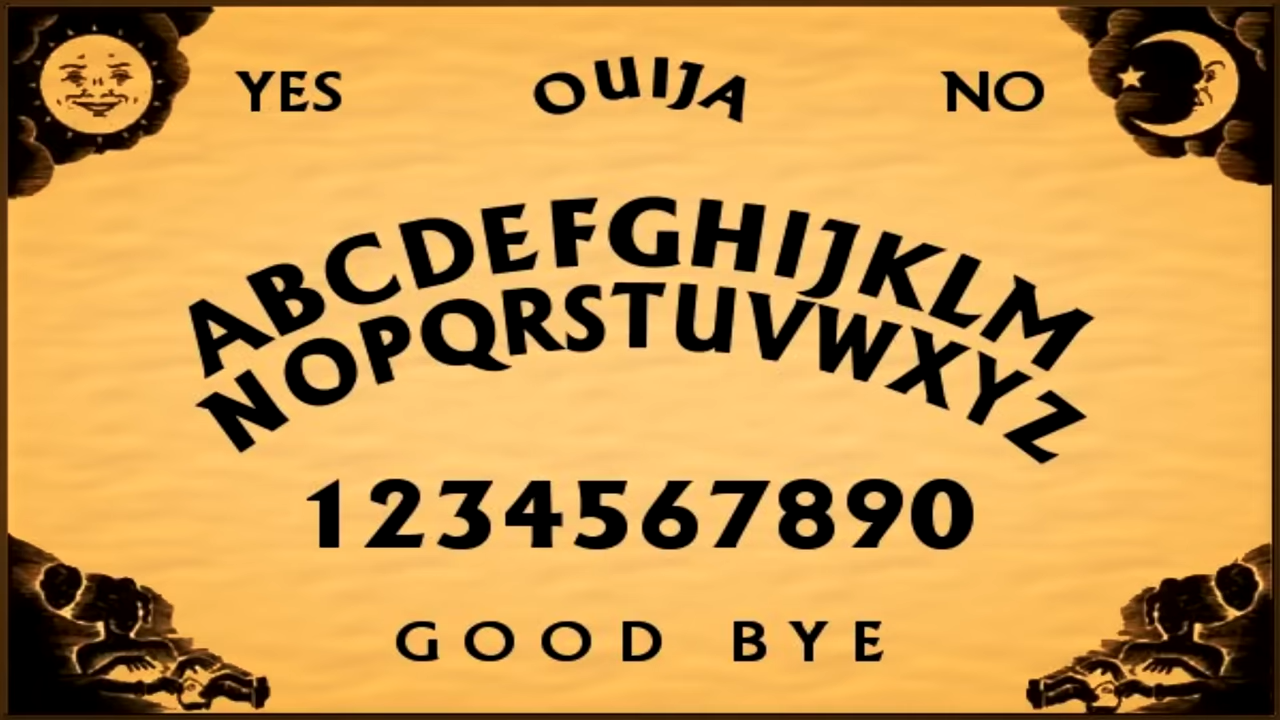 YES OUIJA NO
ABCDEFGHIJKLM
NOPQRSTUVWXYZ
1234567890
GOOD BYE